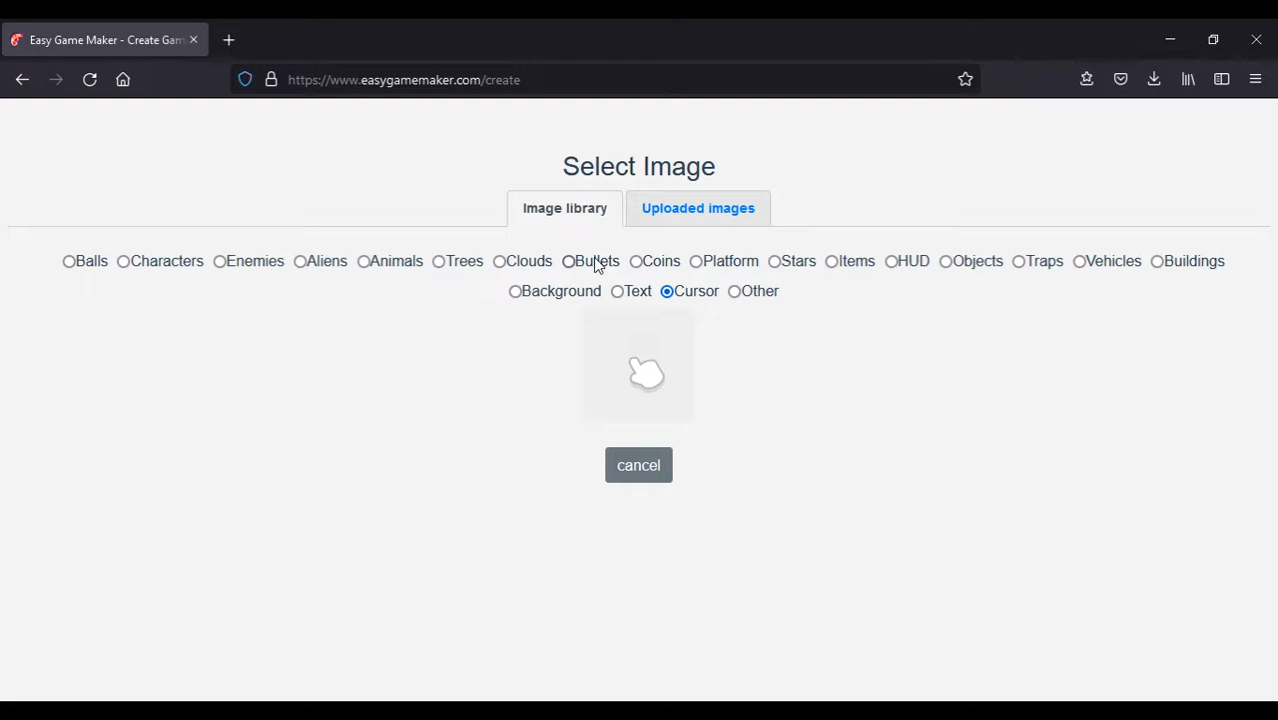 Easy Game Maker - Create Gam
https://www.easygamemaker.com/create
Select Image
Image library Uploaded images
Balls Characters Enemies Aliens Animals Trees Clouds Bullets Coins Platform Stars Items HUD Objects Traps Vehicles Buildings
Background Text Cursor Other
cancel